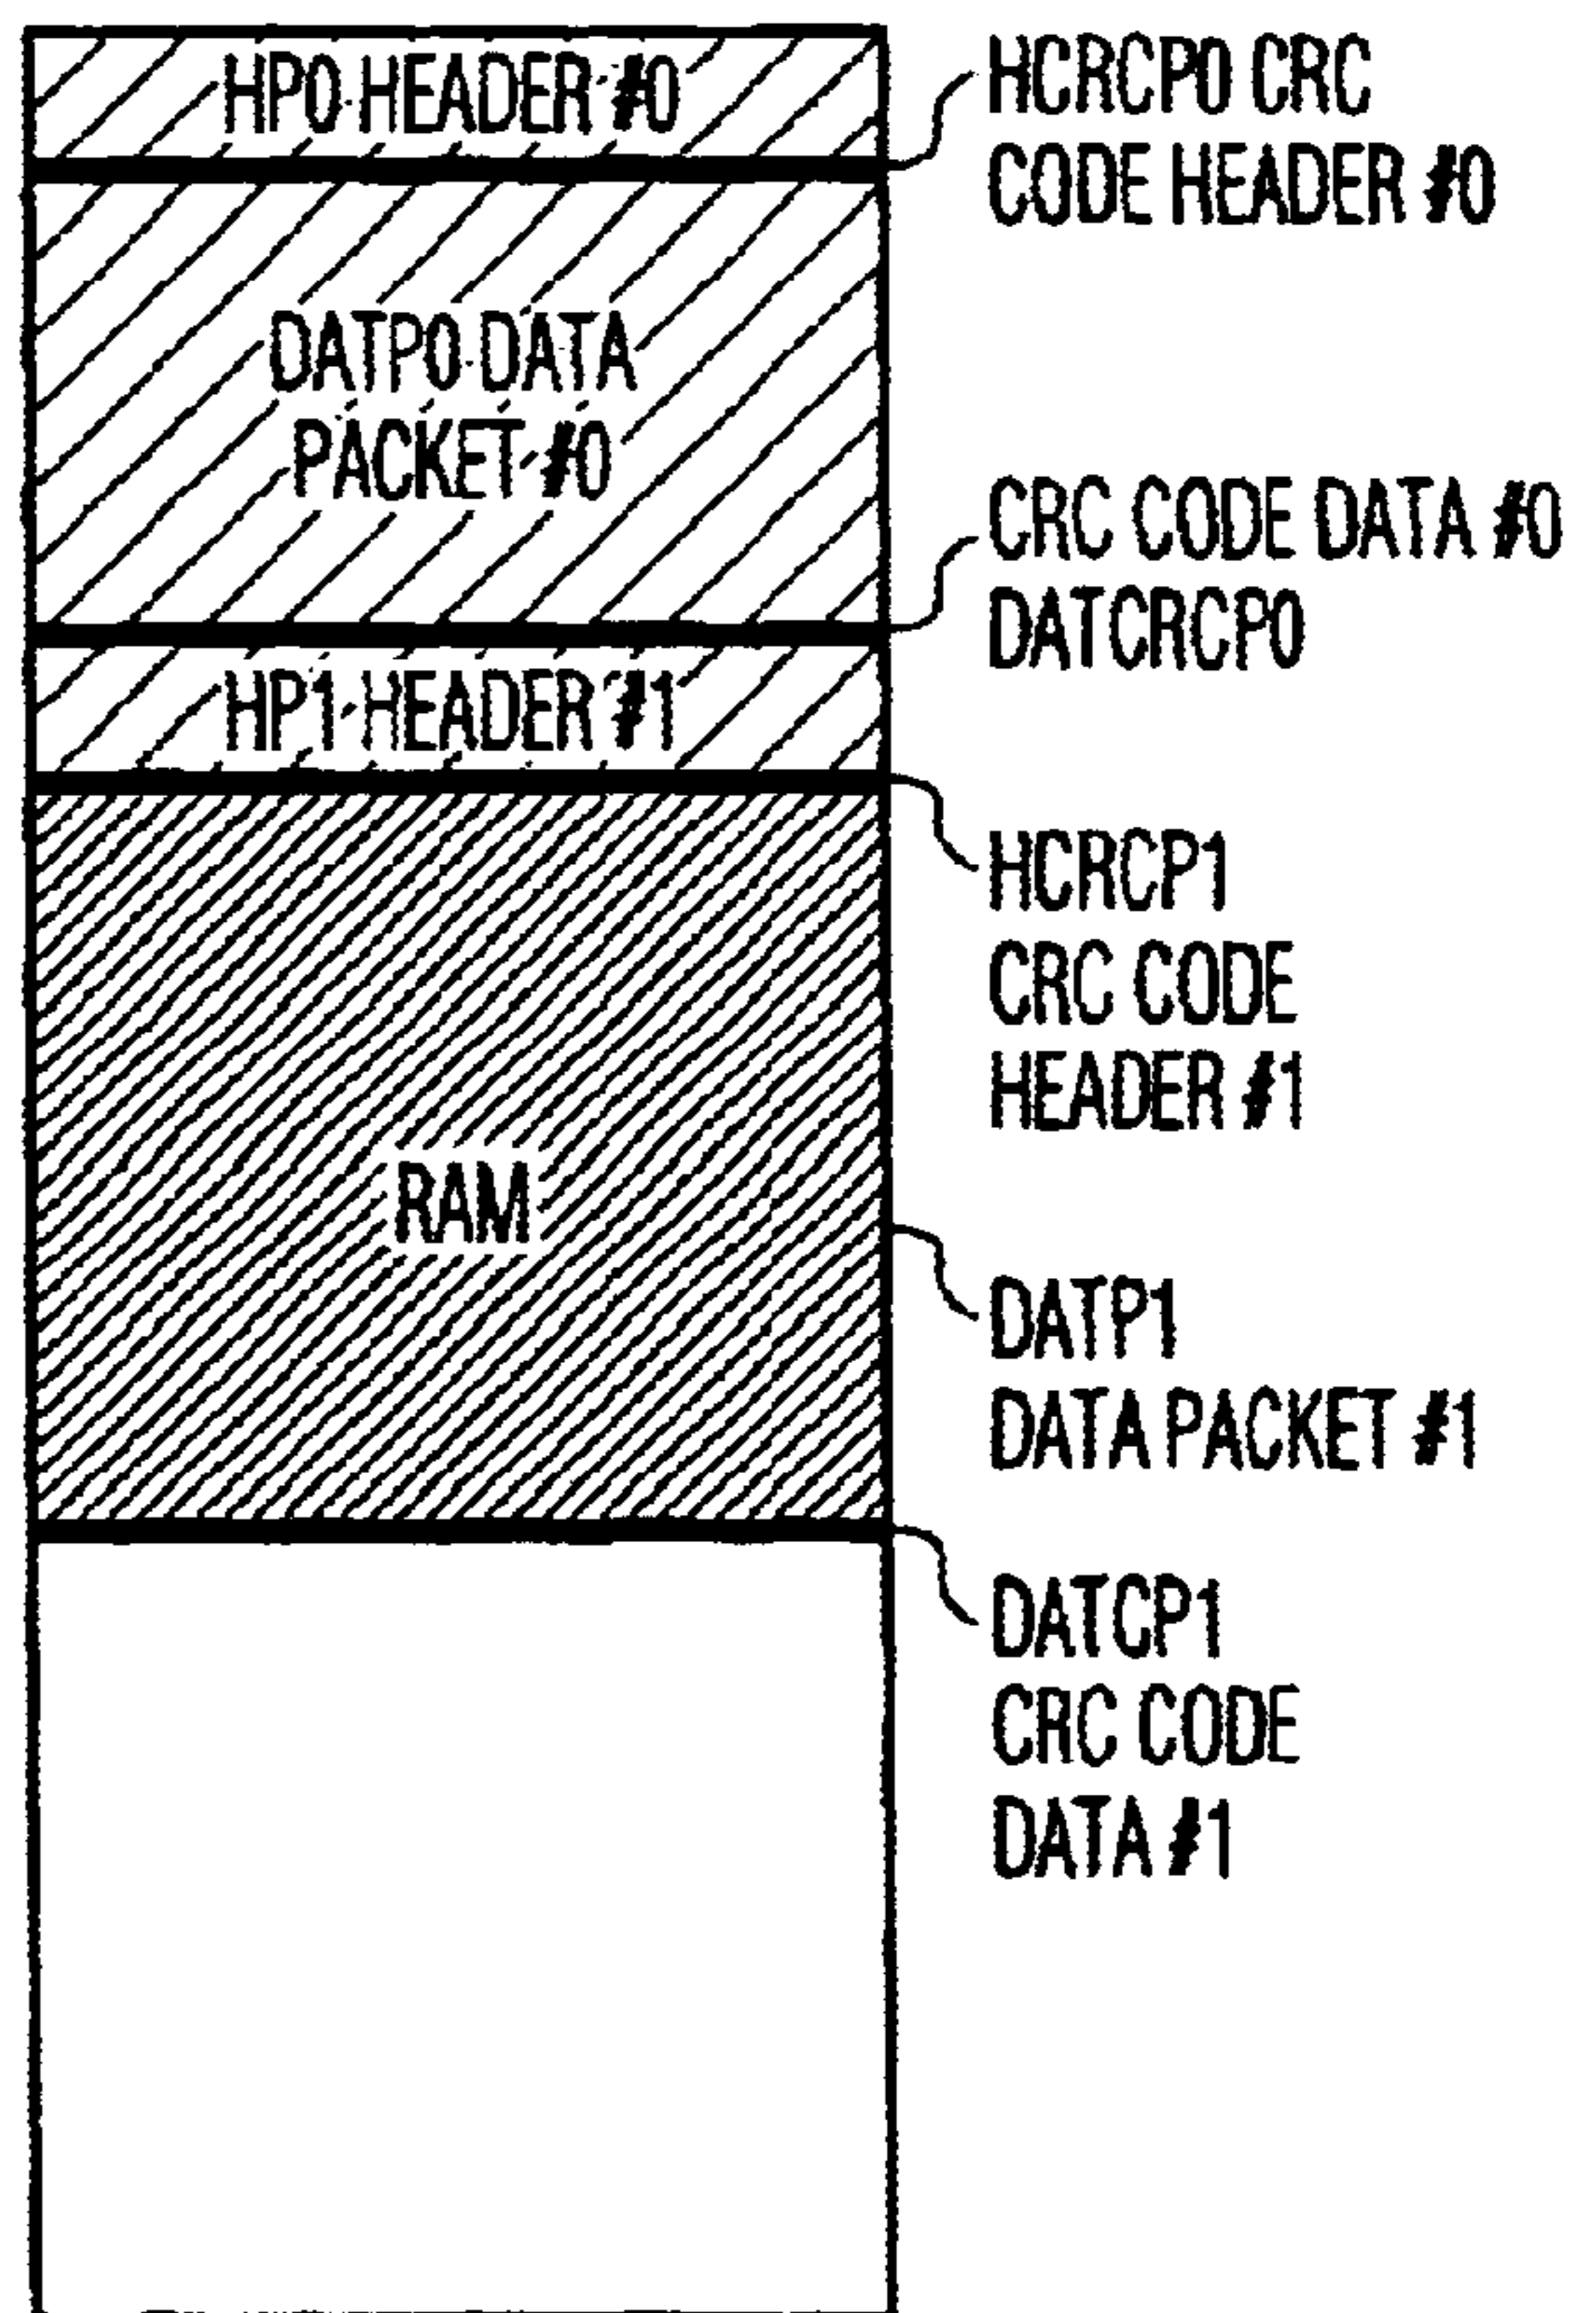 HP0 HEADER #0
HCRCP0 CRC
CODE HEADER #0
DATP0 DATA
PACKET #0
CRC CODE DATA #0
DATCRCP0
HP1 HEADER #1
HCRCP1
CRC CODE
HEADER #1
RAM
DATP1
DATA PACKET #1
DATCP1
CRC CODE
DATA #1